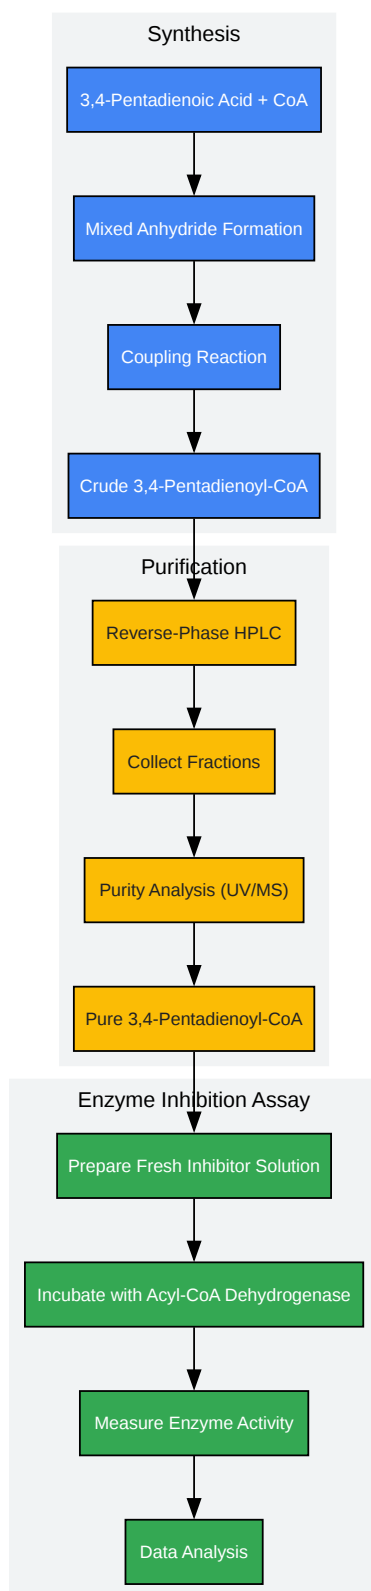 Synthesis
3,4-Pentadienoic Acid + CoA
Mixed Anhydride Formation
Coupling Reaction
Crude 3,4-Pentadienoyl-CoA
Purification
Reverse-Phase HPLC
Collect Fractions
Purity Analysis (UV/MS)
Pure 3,4-Pentadienoyl-CoA
Enzyme Inhibition Assay
Prepare Fresh Inhibitor Solution
Incubate with Acyl-CoA Dehydrogenase
Measure Enzyme Activity
Data Analysis